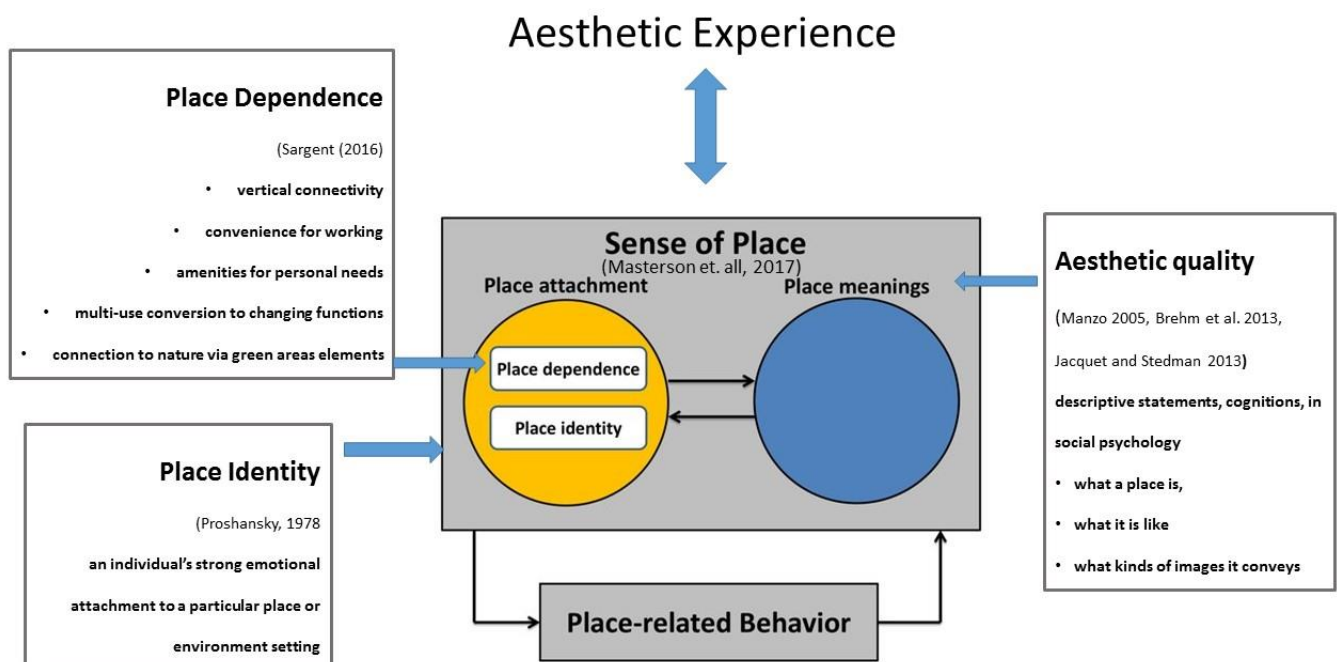 Aesthetic Experience
Place Dependence
(Sargent (2016)
• vertical connectivity
• convenience for working
• amenities for personal needs
• multi-use conversion to changing functions
• connection to nature via green areas elements
Place Identity
(Proshansky, 1978
an individual's strong emotional
attachment to a particular place or
environment setting
Sense of Place
(Masterson et. all, 2017)
Place attachment
Place meanings
Place dependence
Place identity
Place-related Behavior
Aesthetic quality
(Manzo 2005, Brehm et al. 2013,
Jacquet and Stedman 2013)
descriptive statements, cognitions, in
social psychology
• what a place is,
• what it is like
• what kinds of images it conveys